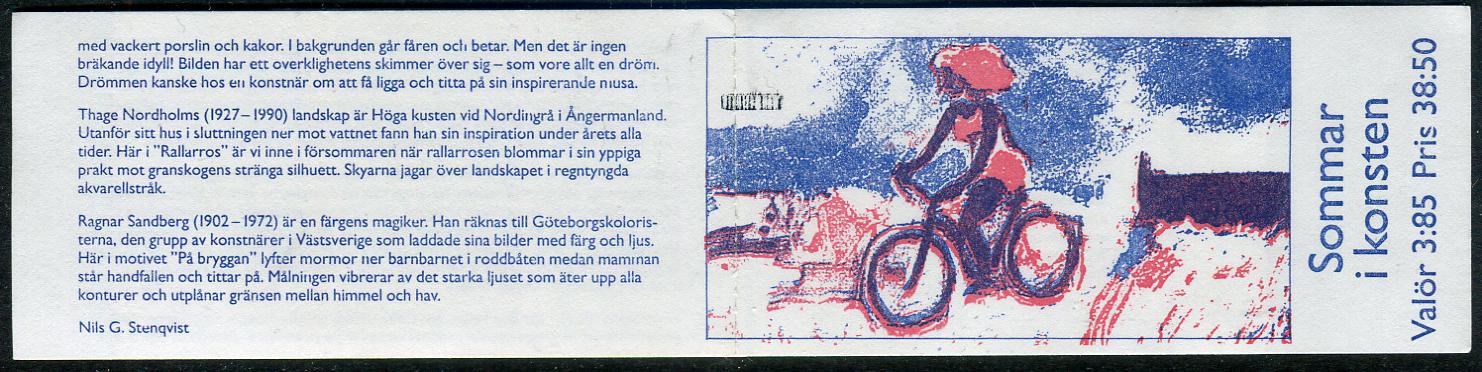 med vackert porslin och kakor. I bakgrunden går fåren och betar. Men det är ingen
bräkande idyll! Bilden har ett overklighetens skimmer över sig – som vore allt en dröm.
Drömmen kanske hos en konstnär om att få ligga och titta på sin inspirerande musa.
Thage Nordholms (1927–1990) landskap är Höga kusten vid Nordingrå i Ångermanland.
Utanför sitt hus i sluttningen ner mot vattnet fann han sin inspiration under årets alla
tider. Här i "Rallarros" är vi inne i försommaren när rallarrosen blommar i sin yppiga
prakt mot granskogens stränga silhuett. Skyarna jagar över landskapet i regntyngda
akvarellstråk.
Ragnar Sandberg (1902–1972) är en färgens magiker. Han räknas till Göteborgskoloris-
terna, den grupp av konstnärer i Västsverige som laddade sina bilder med färg och ljus.
Här i motivet "På bryggan" lyfter mormor ner barnbarnet i roddbåten medan mamman
står handfallen och tittar på. Målningen vibrerar av det starka ljuset som äter upp alla
konturer och utplånar gränsen mellan himmel och hav.
Nils G. Stenqvist
Sommar
i konsten
Valör 3:85 Pris 38:50